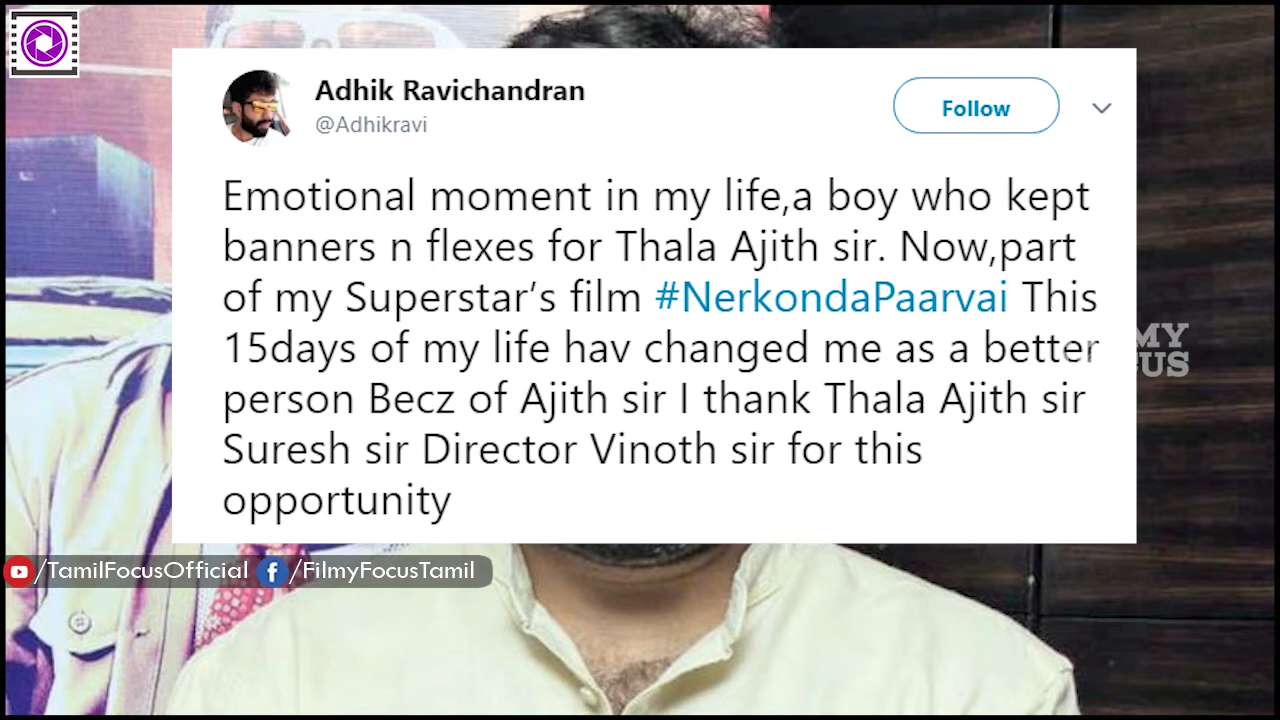 Adhik Ravichandran
@Adhikravi
Follow
Emotional moment in my life,a boy who kept
banners n flexes for Thala Ajith sir. Now,part
of my Superstar’s film #NerkondaPaarvai This
15days of my life hav changed me as a better
person Becz of Ajith sir I thank Thala Ajith sir
Suresh sir Director Vinoth sir for this
opportunity
MY
US
/TamilFocusOfficial /FilmyFocusTamil